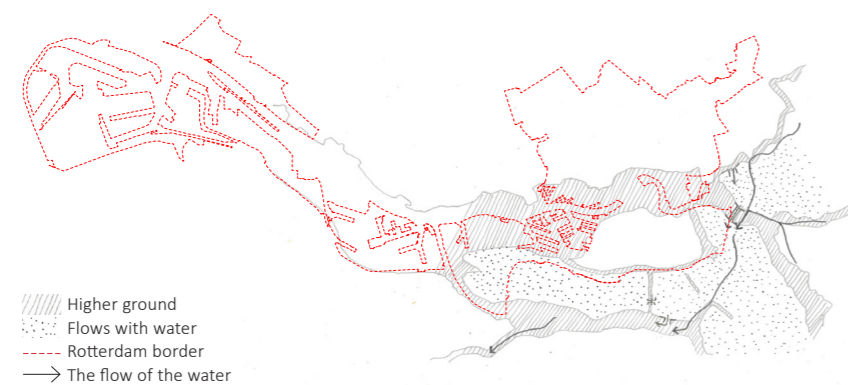 Higher ground
Flows with water
Rotterdam border
The flow of the water